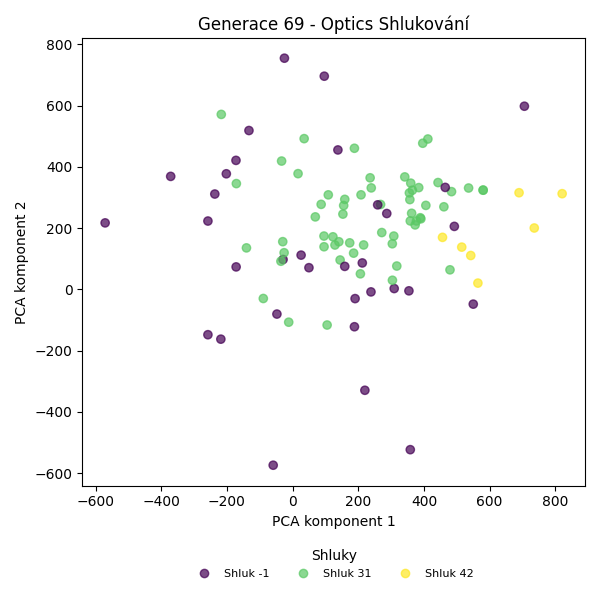 Generace 69 - Optics Shlukování
800
600
400
200
0
−200
−400
−600
PCA komponent 2
−600 −400 −200 0 200 400 600 800
PCA komponent 1
Shluky
Shluk -1 Shluk 31 Shluk 42